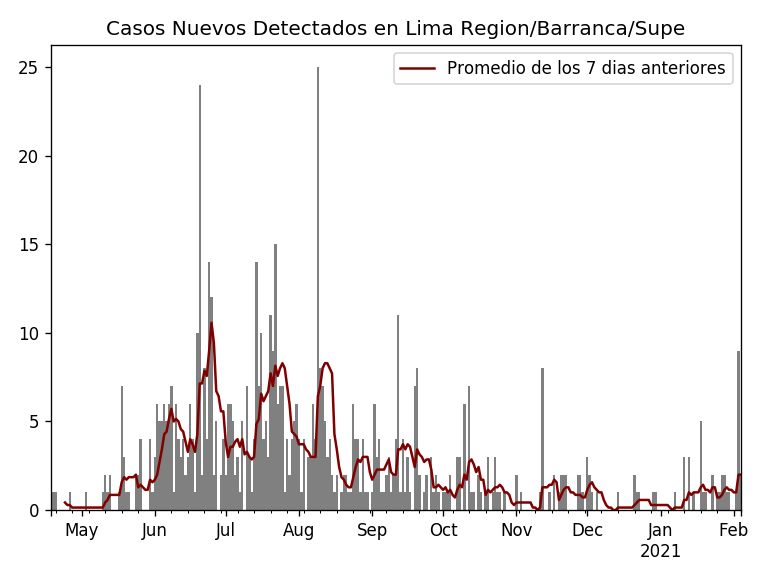 Casos Nuevos Detectados en Lima Region/Barranca/Supe
Promedio de los 7 dias anteriores
25
20
15
10
5
0
May Jun Jul Aug Sep Oct Nov Dec Jan Feb
2021